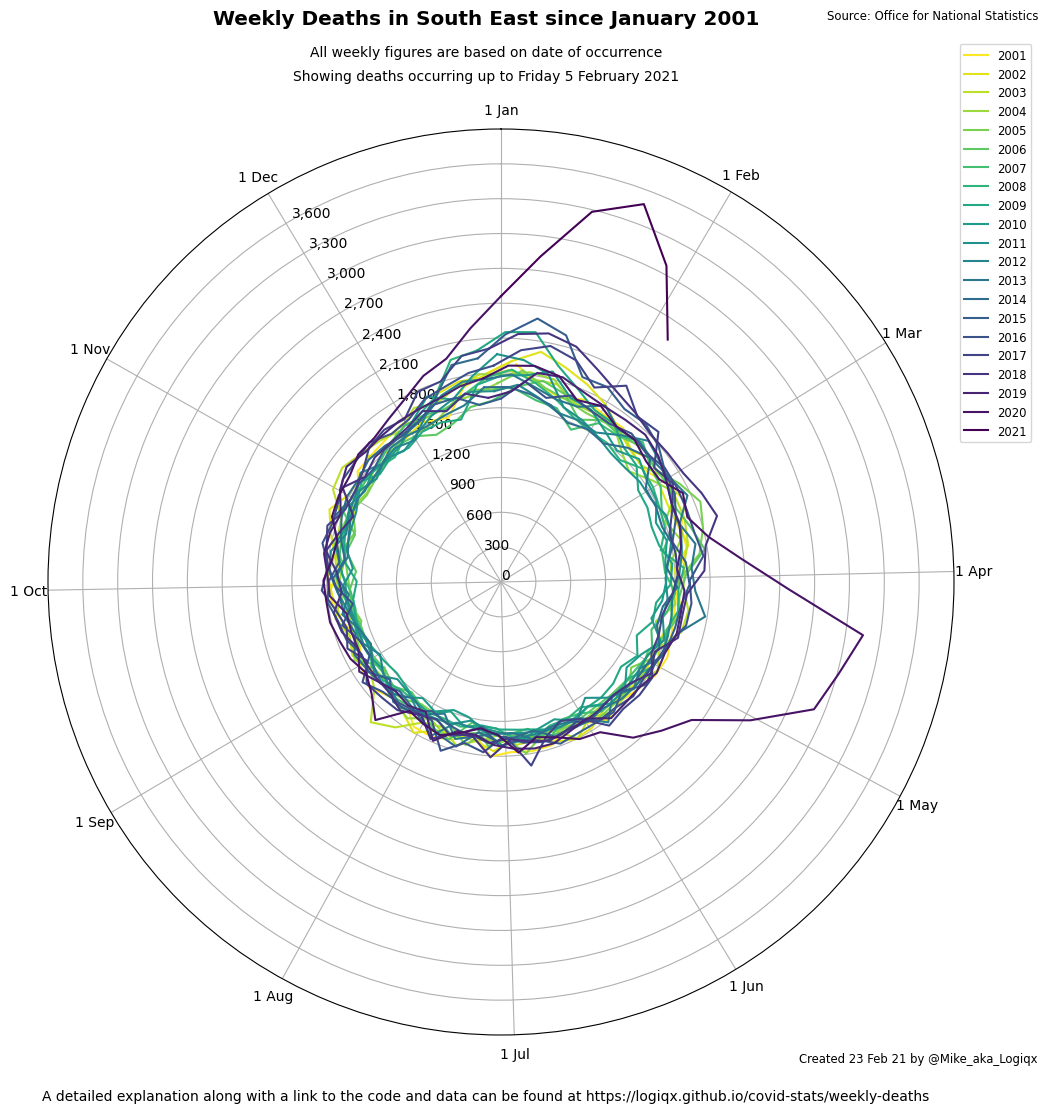 Weekly Deaths in South East since January 2001
Source: Office for National Statistics
All weekly figures are based on date of occurrence
Showing deaths occurring up to Friday 5 February 2021
2001
2002
2003
2004
2005
2006
2007
2008
2009
2010
2011
2012
2013
2014
2015
2016
2017
2018
2019
2020
2021
1 Jan
1 Feb
1 Mar
1 Apr
1 May
1 Jun
1 Jul
1 Aug
1 Sep
1 Oct
1 Nov
1 Dec
3,600
3,300
3,000
2,700
2,400
2,100
1,800
1,500
1,200
900
600
300
0
Created 23 Feb 21 by @Mike_aka_Logiqx
A detailed explanation along with a link to the code and data can be found at https://logiqx.github.io/covid-stats/weekly-deaths